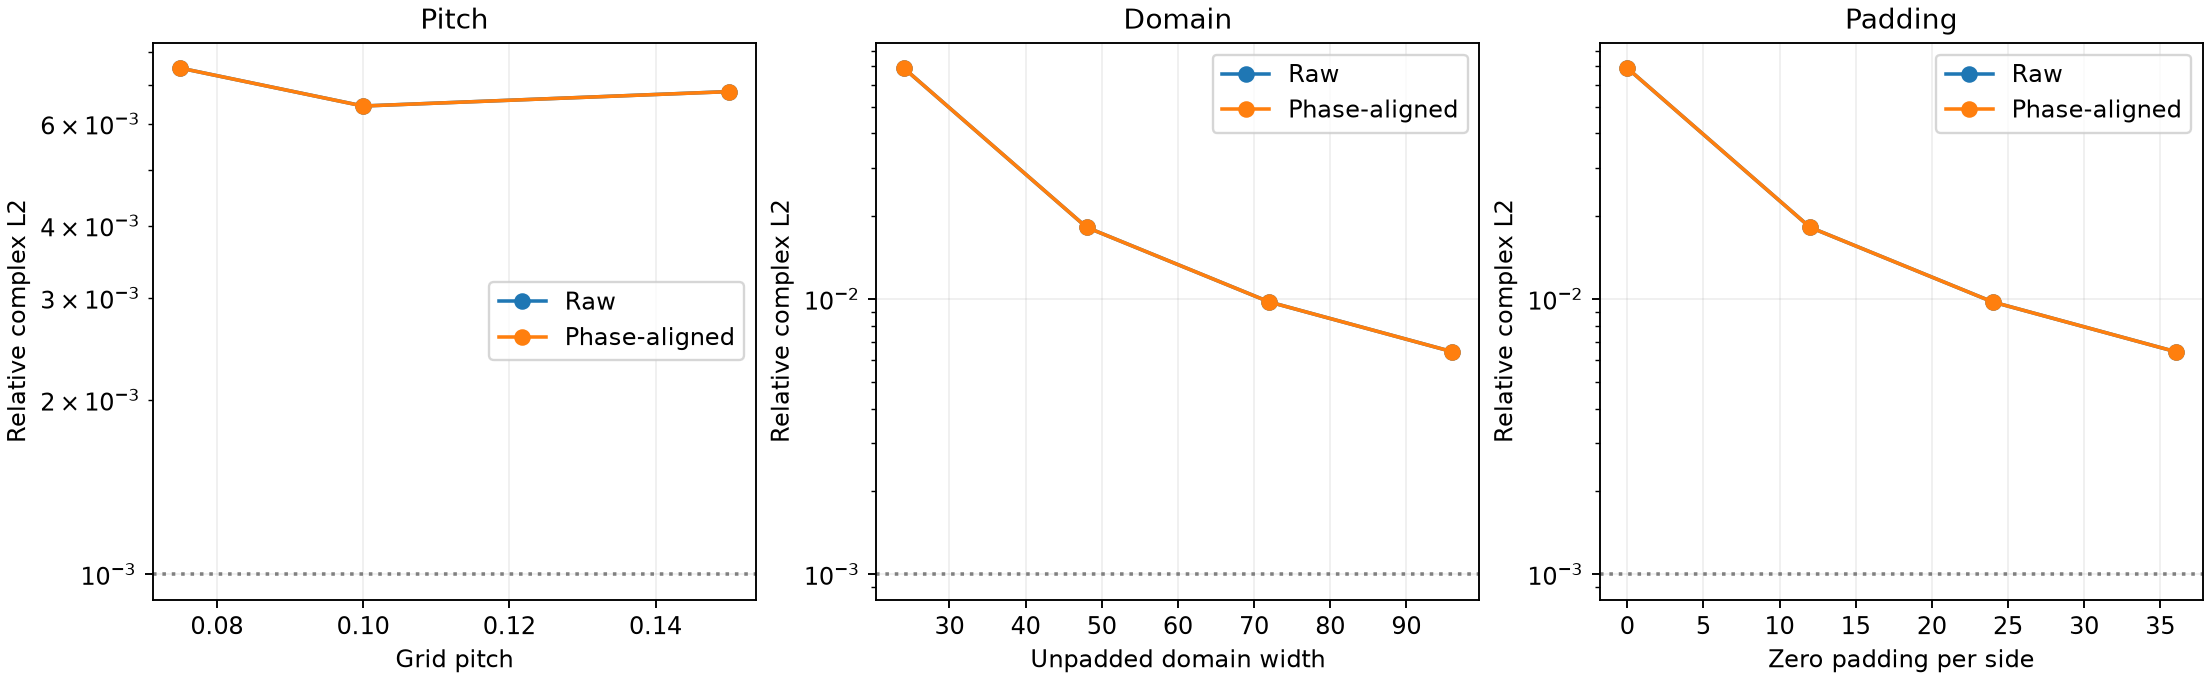 Pitch
Relative complex L2
6 × 10⁻³
4 × 10⁻³
3 × 10⁻³
2 × 10⁻³
10⁻³
Raw
Phase-aligned
0.08 0.10 0.12 0.14
Grid pitch
Domain
Relative complex L2
10⁻²
10⁻³
Raw
Phase-aligned
30 40 50 60 70 80 90
Unpadded domain width
Padding
Relative complex L2
10⁻²
10⁻³
Raw
Phase-aligned
0 5 10 15 20 25 30 35
Zero padding per side